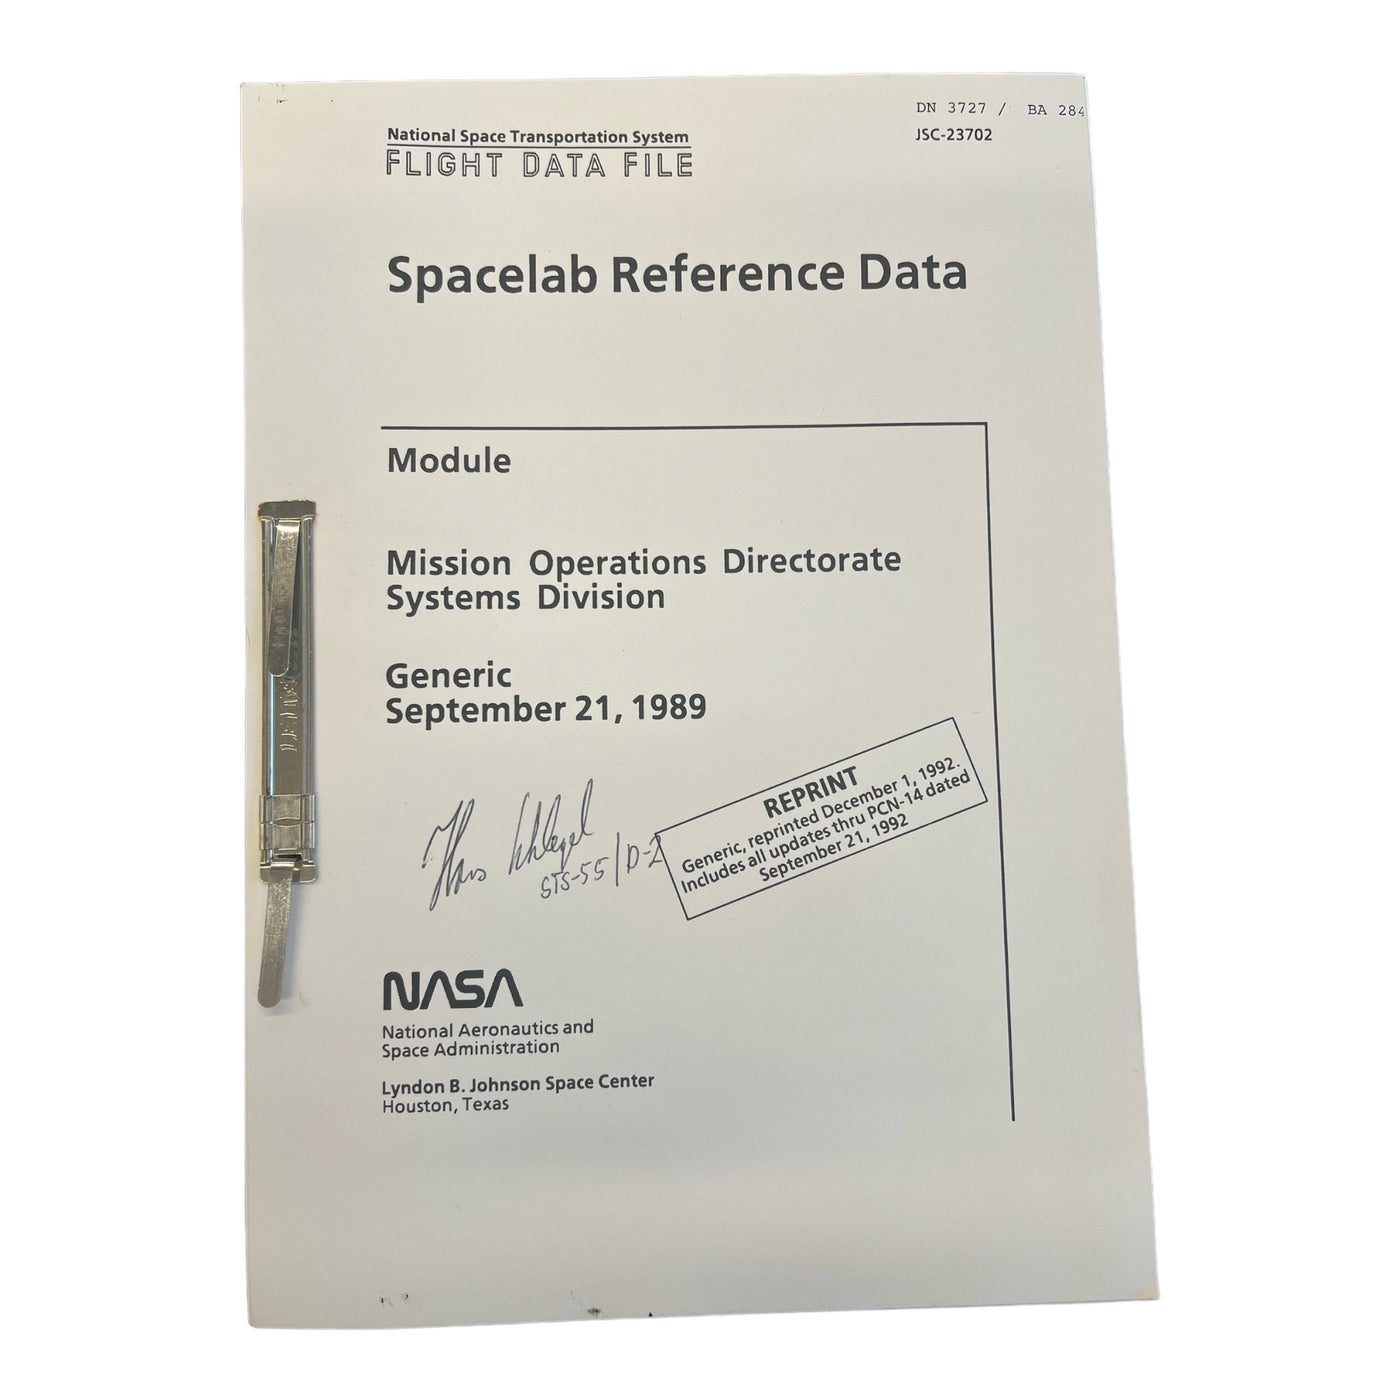 DN 3727 / BA 284
JSC-23702
National Space Transportation System
FLIGHT DATA FILE
Spacelab Reference Data
Module
Mission Operations Directorate
Systems Division
Generic
September 21, 1989
REPRINT
Generic, reprinted December 1, 1992.
Includes all updates thru PCN-14 dated
September 21, 1992
Hans Schlegel
STS-55/D-2
NASA
National Aeronautics and
Space Administration
Lyndon B. Johnson Space Center
Houston, Texas